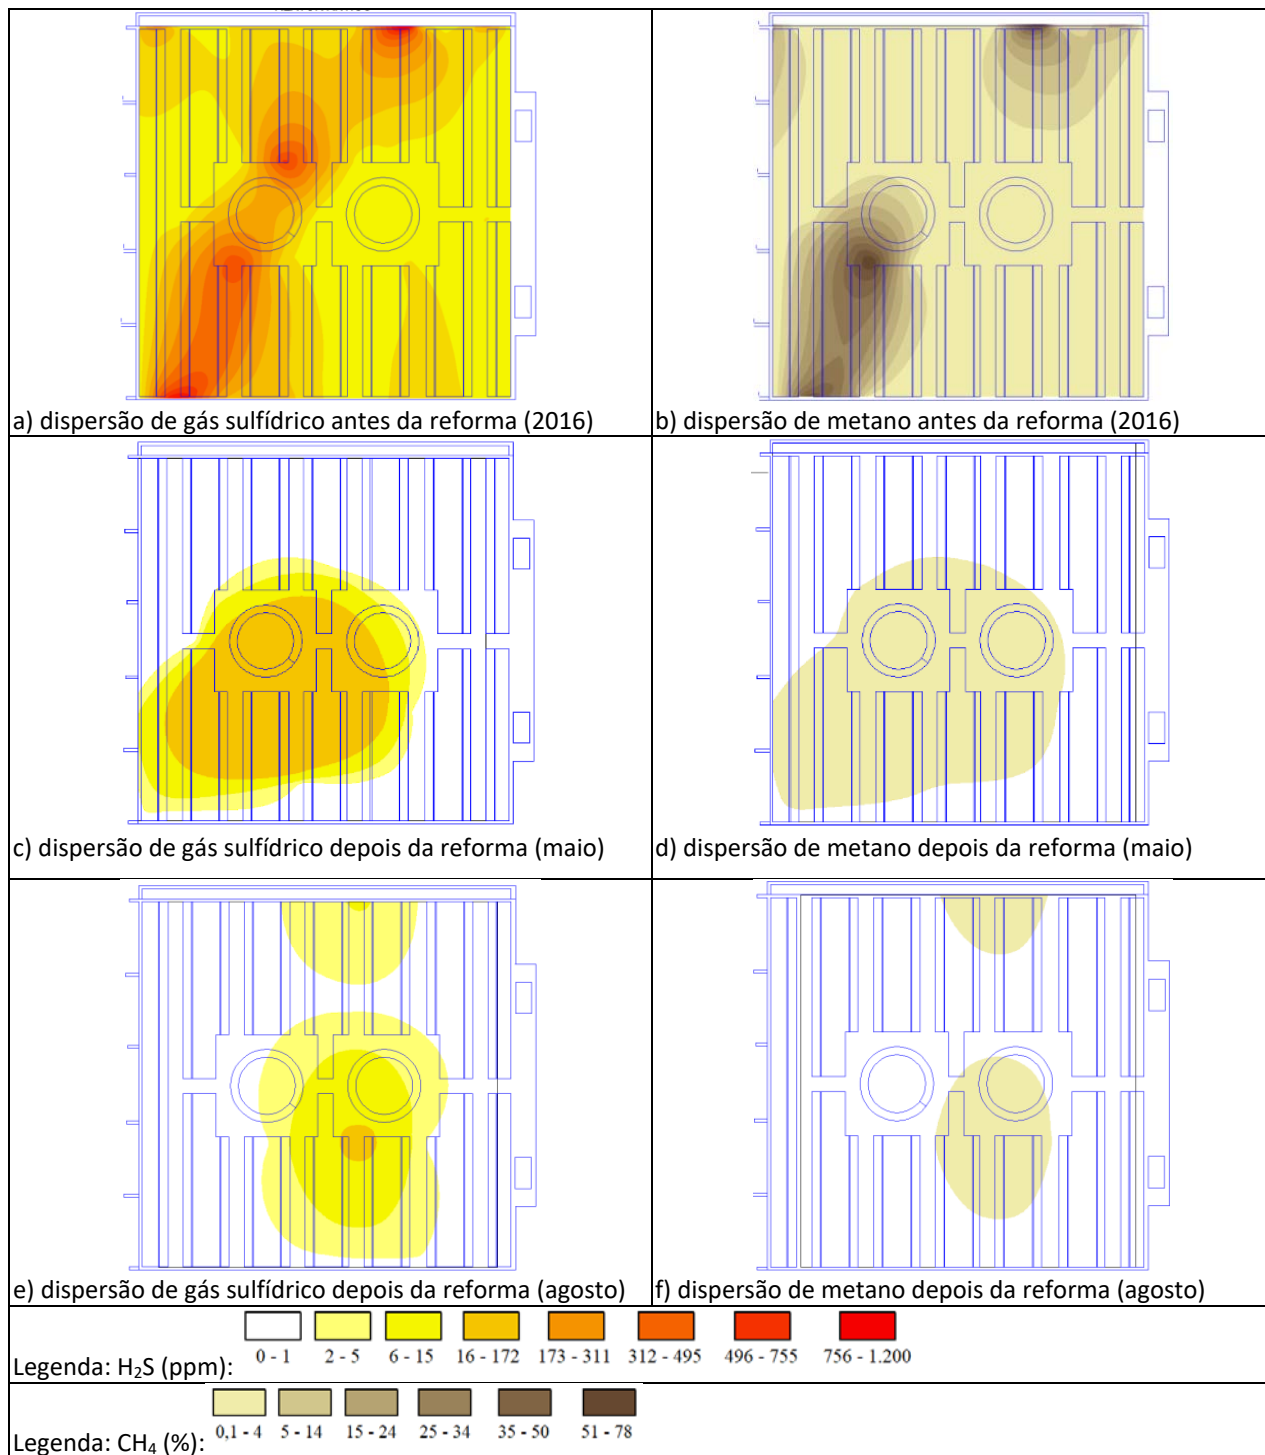 a) dispersão de gás sulfídrico antes da reforma (2016)
b) dispersão de metano antes da reforma (2016)
c) dispersão de gás sulfídrico depois da reforma (maio)
d) dispersão de metano depois da reforma (maio)
e) dispersão de gás sulfídrico depois da reforma (agosto)
f) dispersão de metano depois da reforma (agosto)
Legenda: H₂S (ppm): 0 - 1 2 - 5 6 - 15 16 - 172 173 - 311 312 - 495 496 - 755 756 - 1.200
Legenda: CH₄ (%): 0,1 - 4 5 - 14 15 - 24 25 - 34 35 - 50 51 - 78